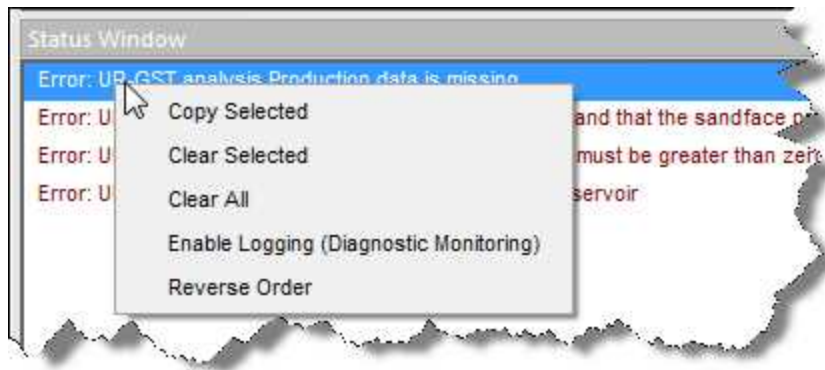 Status Window
Error: UR-GST analysis Production data is missing
Copy Selected
Error: U and that the sandface
Clear Selected
Error: U must be greater than zero
Clear All
Error: U servoir
Enable Logging (Diagnostic Monitoring)
Reverse Order